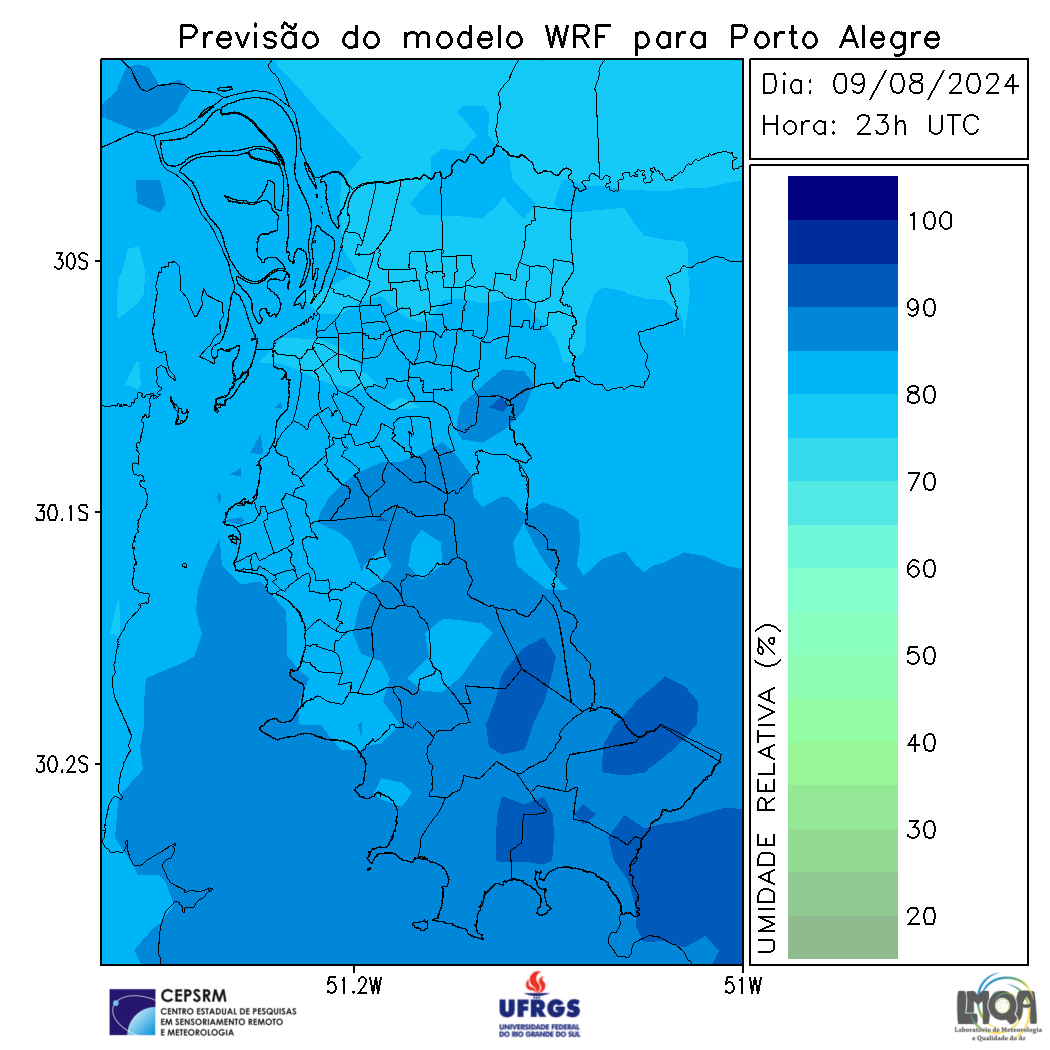 Previsão do modelo WRF para Porto Alegre
Dia: 09/08/2024
Hora: 23h UTC
30S
30.1S
30.2S
51.2W
51W
100
90
80
70
60
50
40
30
20
UMIDADE RELATIVA (%)
CEPSRM
CENTRO ESTADUAL DE PESQUISAS
EM SENSORIAMENTO REMOTO
E METEOROLOGIA
UFRGS
UNIVERSIDADE FEDERAL
DO RIO GRANDE DO SUL
LMQA
Laboratório de Meteorologia
e Qualidade do Ar